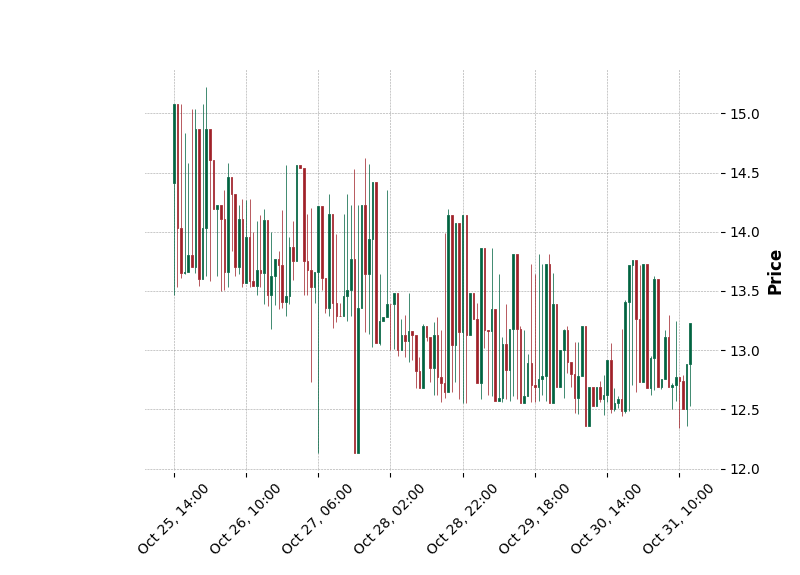 15.0
14.5
14.0
13.5
13.0
12.5
12.0
Price
Oct 25, 14:00
Oct 26, 10:00
Oct 27, 06:00
Oct 28, 02:00
Oct 28, 22:00
Oct 29, 18:00
Oct 30, 14:00
Oct 31, 10:00